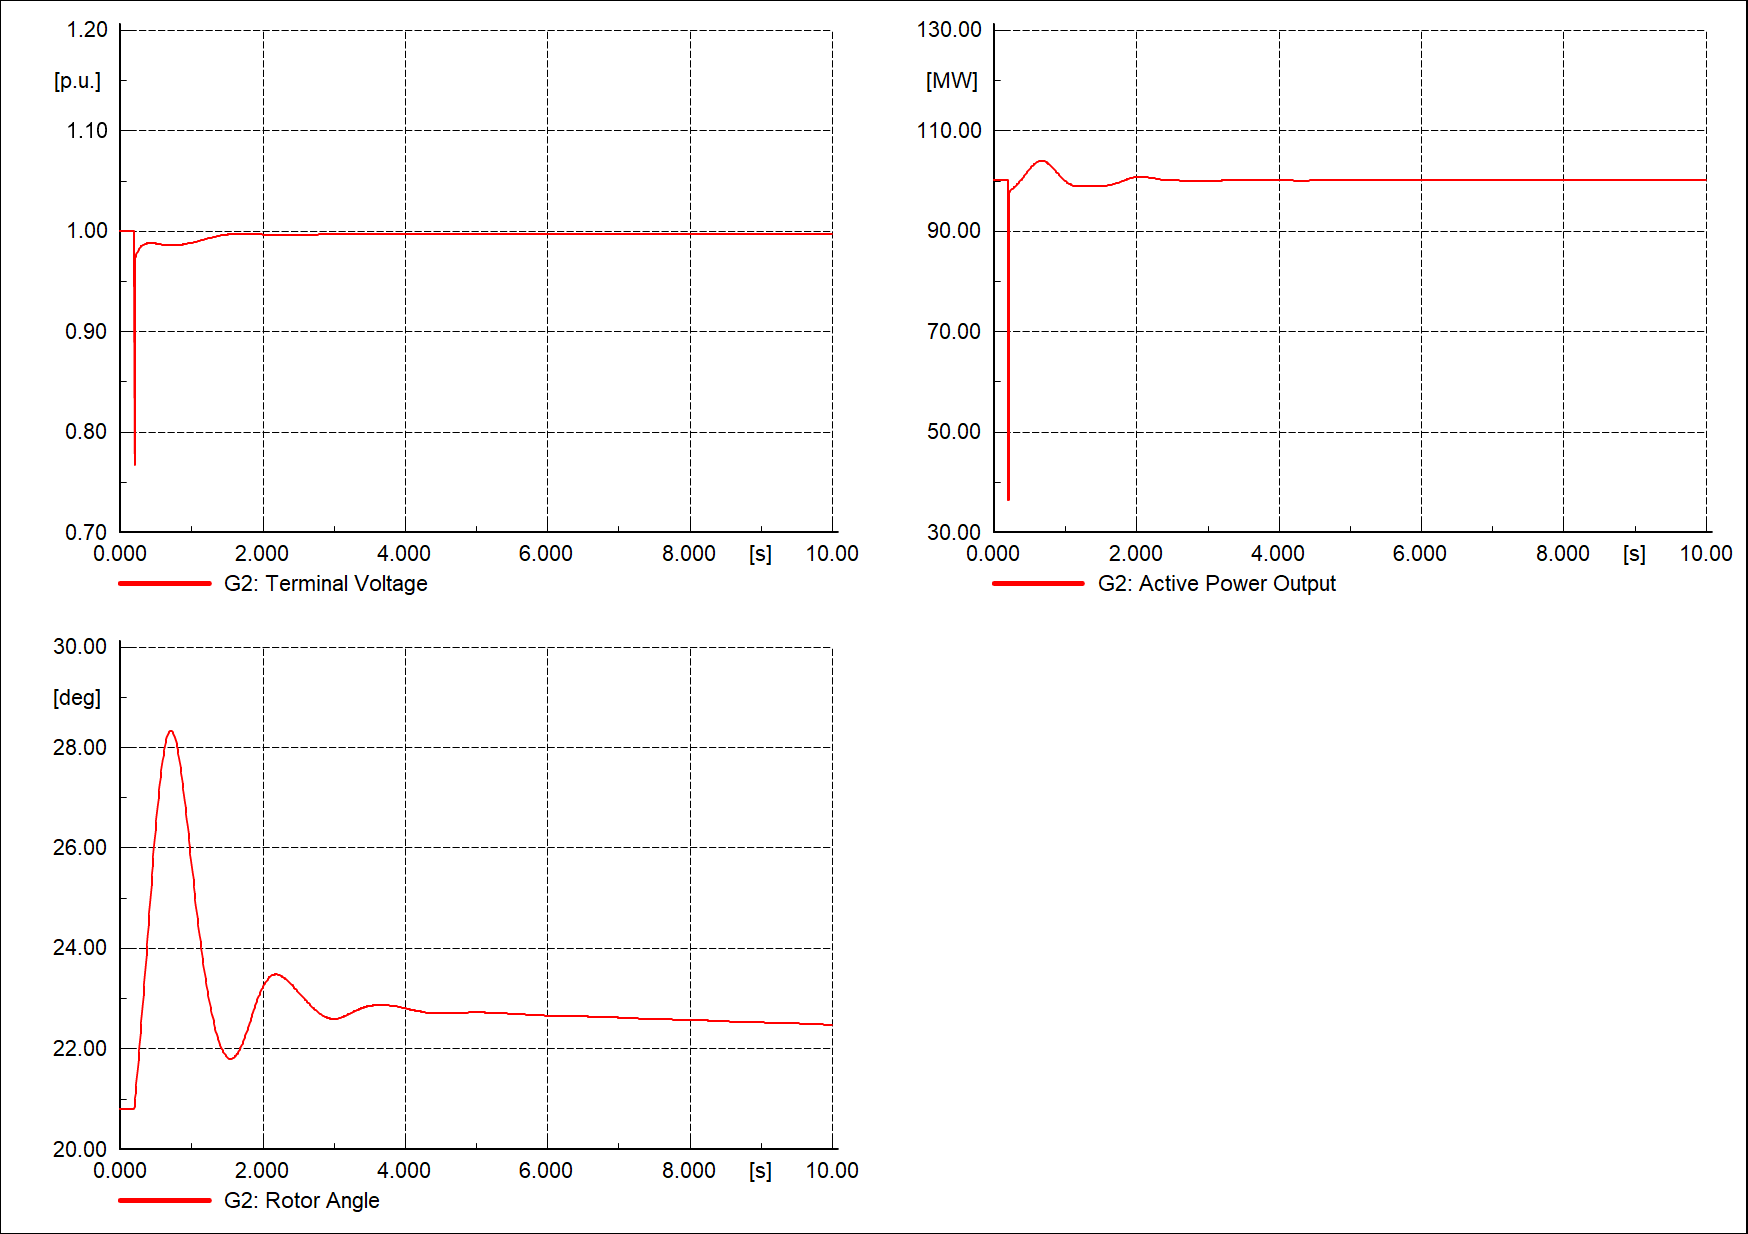 1.20
[p.u.]
1.10
1.00
0.90
0.80
0.70
0.000 2.000 4.000 6.000 8.000 [s] 10.00
G2: Terminal Voltage
130.00
[MW]
110.00
90.00
70.00
50.00
30.00
0.000 2.000 4.000 6.000 8.000 [s] 10.00
G2: Active Power Output
30.00
[deg]
28.00
26.00
24.00
22.00
20.00
0.000 2.000 4.000 6.000 8.000 [s] 10.00
G2: Rotor Angle